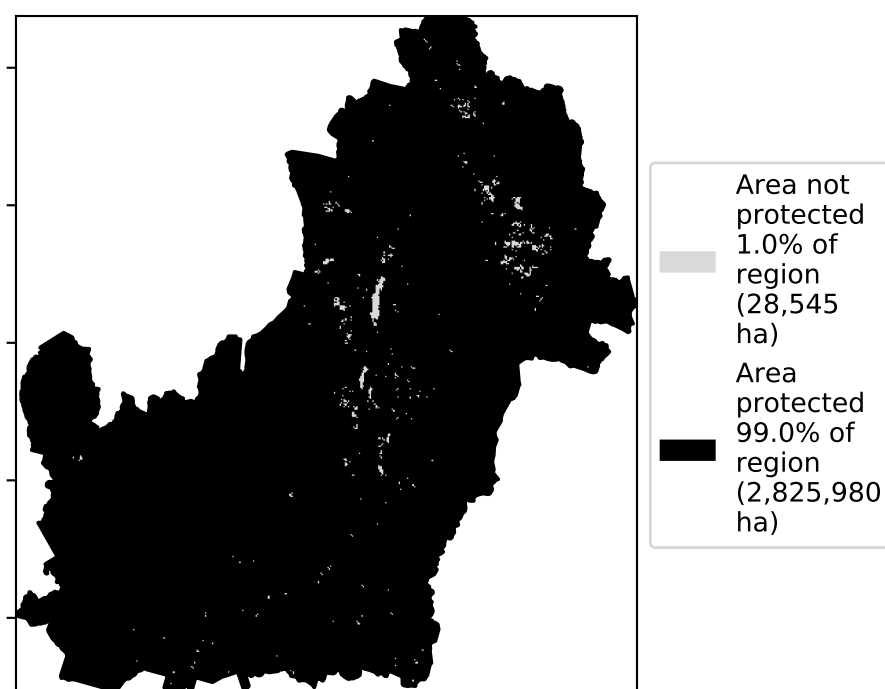 Area not
protected
1.0% of
region
(28,545
ha)
Area
protected
99.0% of
region
(2,825,980
ha)